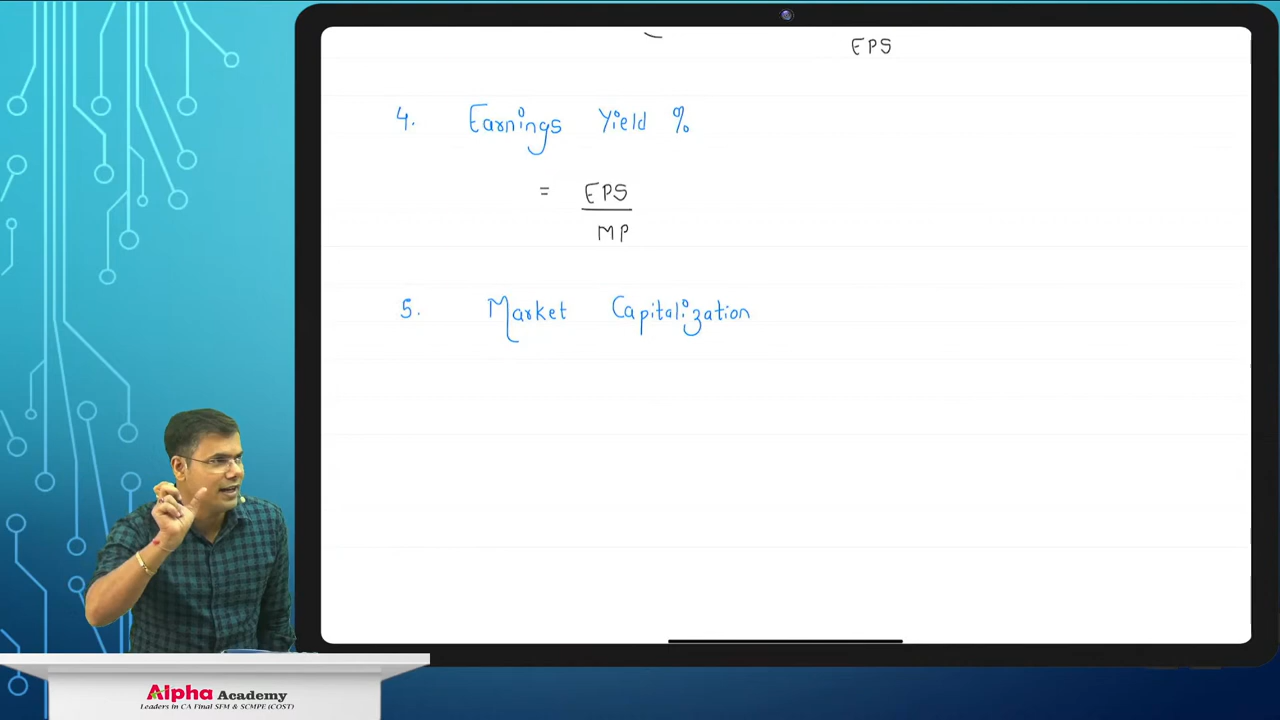 EPS
4. Earnings Yield %
= EPS
MP
5. Market Capitalization
Alpha Academy
Leaders in CA Final SFM & SCMPE (COST)